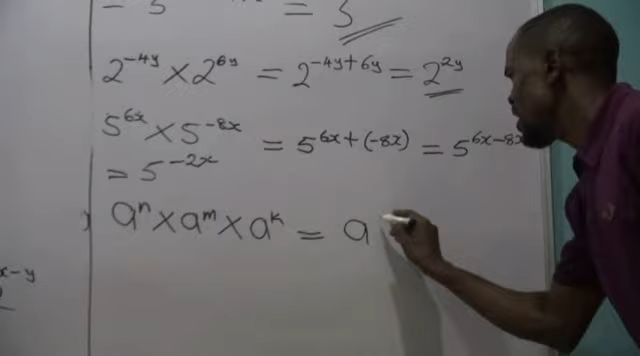 = 5 = 5
2^{-4y} × 2^{6y} = 2^{-4y+6y} = 2^{2y}
5^{6x} × 5^{-8x} = 5^{6x+(-8x)} = 5^{6x-8x}
= 5^{-2x}
) a^n × a^m × a^k = a
x-y